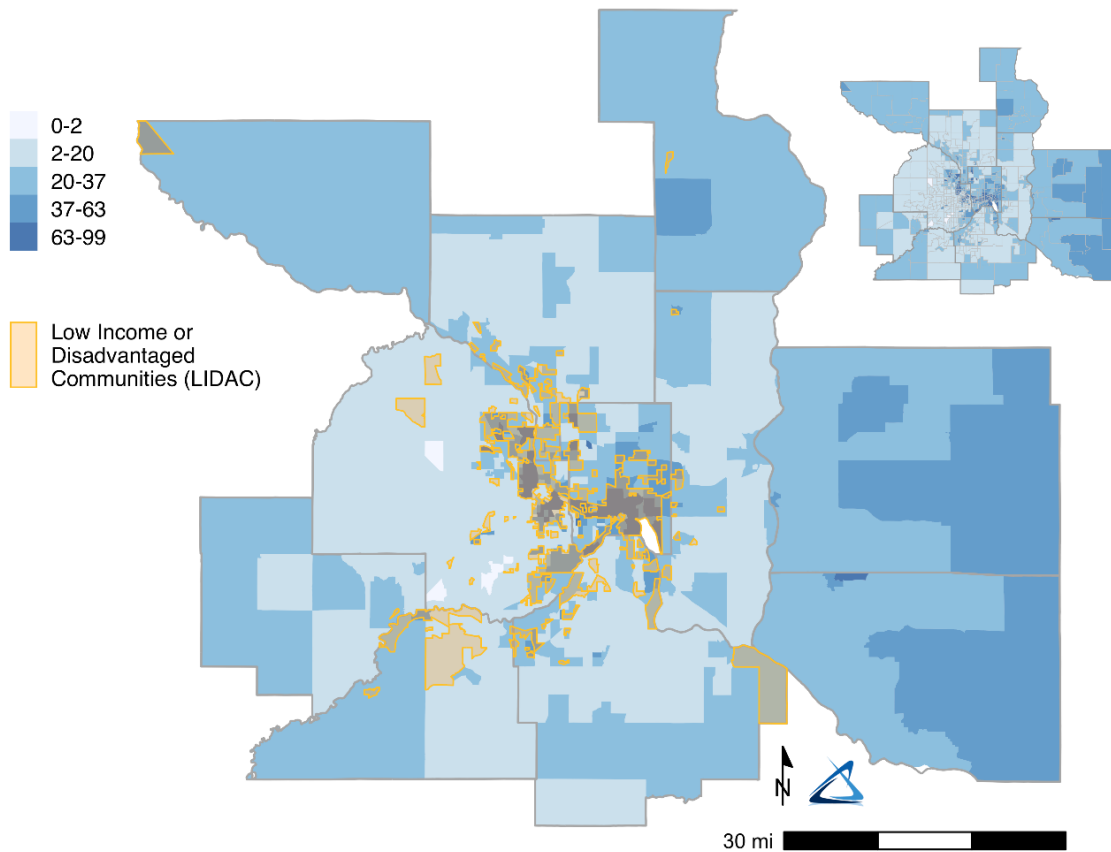 0-2
2-20
20-37
37-63
63-99
Low Income or
Disadvantaged
Communities (LIDAC)
N
30 mi